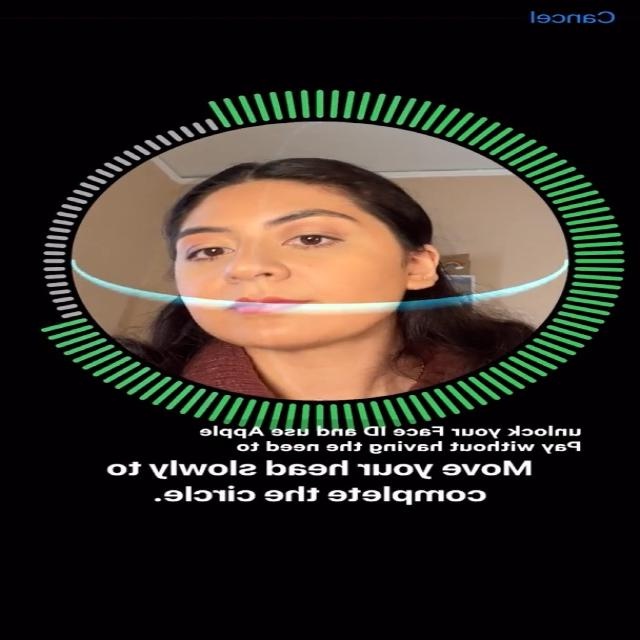 Cancel
unlock your Face ID and use Apple
Pay without having the need to
Move your head slowly to
complete the circle.